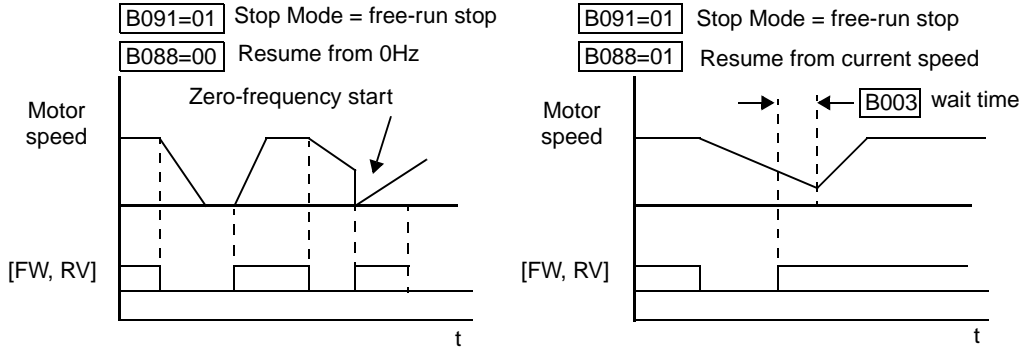 B091=01 Stop Mode = free-run stop
B088=00 Resume from 0Hz
Zero-frequency start
Motor
speed
[FW, RV]
t
B091=01 Stop Mode = free-run stop
B088=01 Resume from current speed
B003 wait time
Motor
speed
[FW, RV]
t